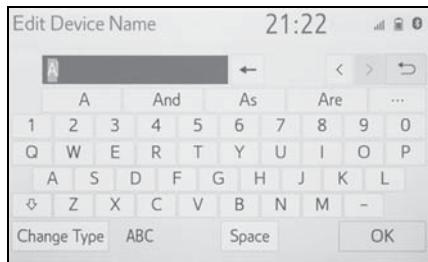 Edit Device Name 21:22
A
A And As Are ...
1 2 3 4 5 6 7 8 9 0
Q W E R T Y U I O P
A S D F G H J K L
Z X C V B N M -
Change Type ABC Space OK